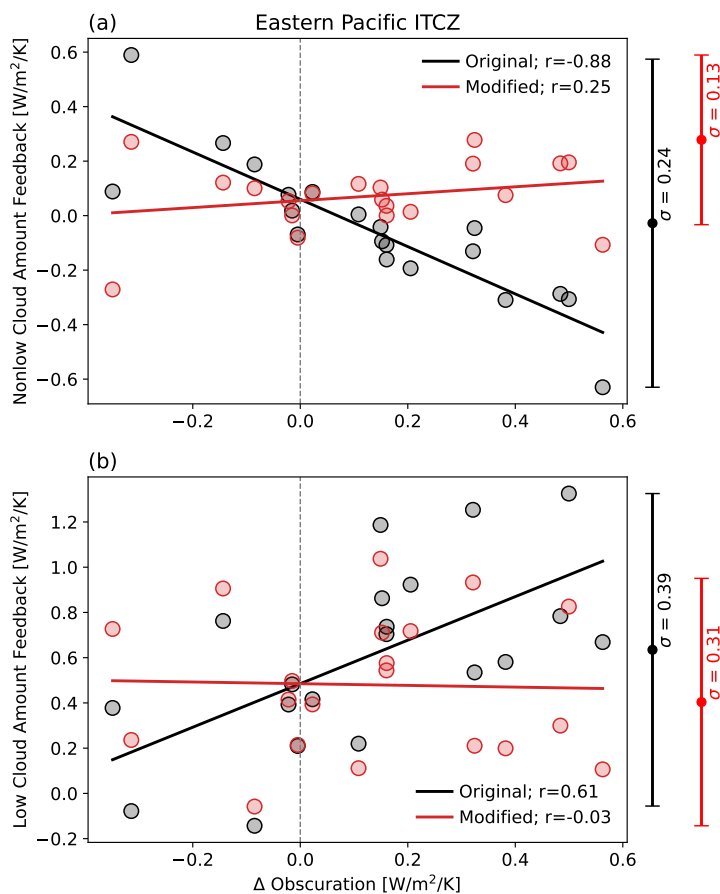 (a)
Eastern Pacific ITCZ
Nonlow Cloud Amount Feedback [W/m²/K]
0.6
0.4
0.2
0.0
−0.2
−0.4
−0.6
Original; r=-0.88
Modified; r=0.25
−0.2
0.0
0.2
0.4
0.6
σ = 0.24
σ = 0.13
(b)
Low Cloud Amount Feedback [W/m²/K]
1.2
1.0
0.8
0.6
0.4
0.2
0.0
−0.2
Original; r=0.61
Modified; r=-0.03
−0.2
0.0
0.2
0.4
0.6
Δ Obscuration [W/m²/K]
σ = 0.39
σ = 0.31